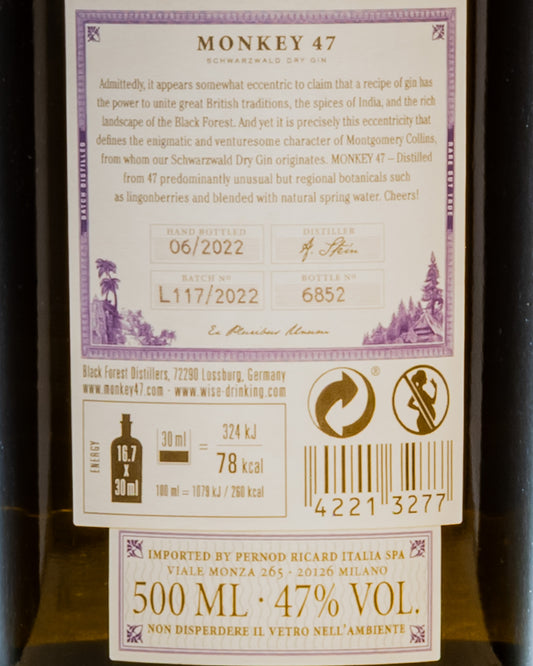 MONKEY 47
SCHWARZWALD DRY GIN
Admittedly, it appears somewhat eccentric to claim that a recipe of gin has
the power to unite great British traditions, the spices of India, and the rich
landscape of the Black Forest. And yet it is precisely this eccentricity that
defines the enigmatic and venturesome character of Montgomery Collins,
from whom our Schwarzwald Dry Gin originates. MONKEY 47 – Distilled
from 47 predominantly unusual but regional botanicals such
as lingonberries and blended with natural spring water. Cheers!
BATCH DISTILLED
RARE BUT TRUE
HAND BOTTLED
06/2022
DISTILLER
A. Stein
BATCH Nº
L117/2022
BOTTLE Nº
6852
Ex Pluribus Unum
Black Forest Distillers, 72290 Lossburg, Germany
www.monkey47.com - www.wise-drinking.com
ENERGY
16.7
x
30ml
30 ml
=
324 kJ
78 kcal
100 ml = 1079 kJ / 260 kcal
®
4221 3277
IMPORTED BY PERNOD RICARD ITALIA SPA
VIALE MONZA 265 · 20126 MILANO
500 ML · 47% VOL.
NON DISPERDERE IL VETRO NELL'AMBIENTE